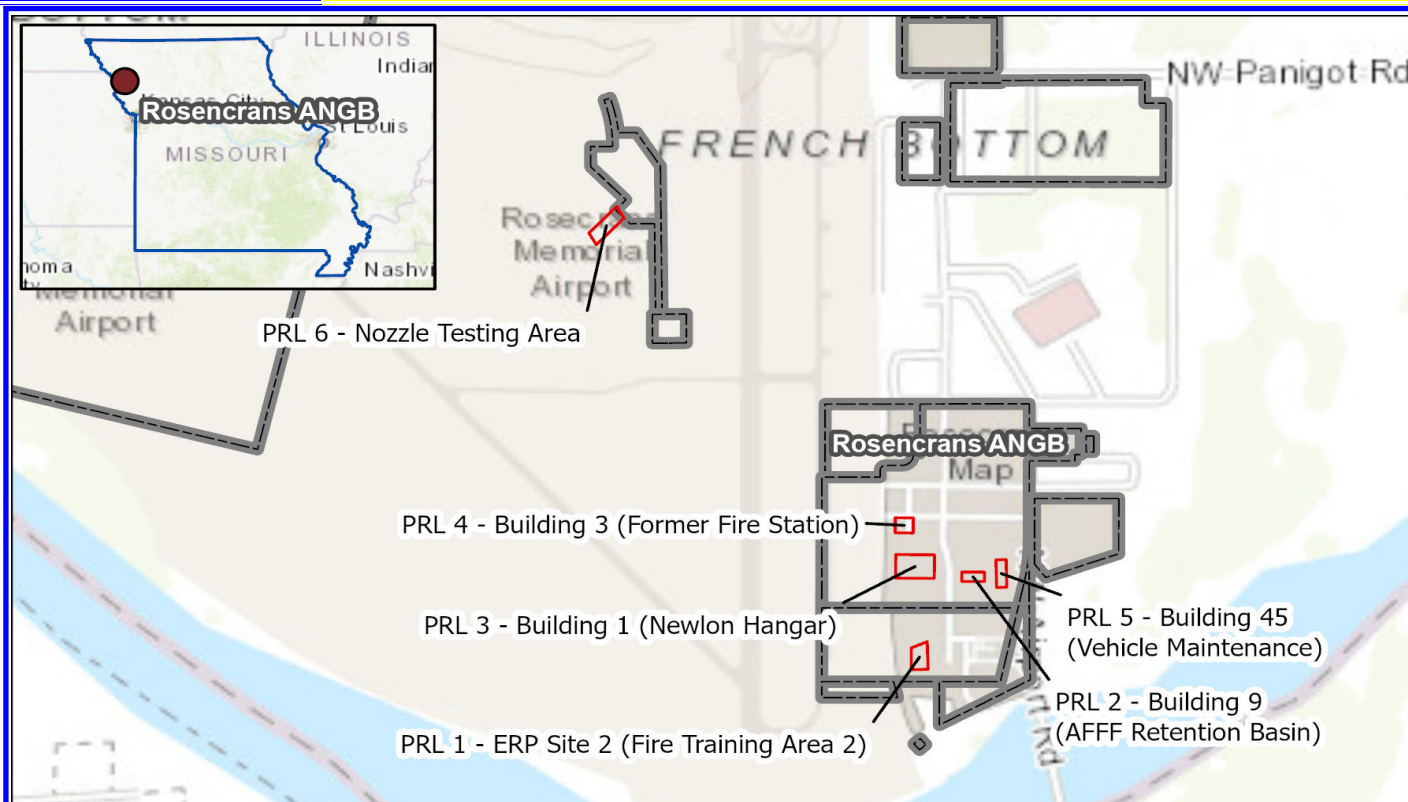 ILLINOIS
Kansas City
Rosencrans ANGB
St Louis
MISSOURI
Memorial
Airport
NW Panigot Rd
FRENCH BOTTOM
Rosecrans
Memorial
Airport
PRL 6 - Nozzle Testing Area
Rosencrans ANGB
Map
PRL 4 - Building 3 (Former Fire Station)
PRL 3 - Building 1 (Newlon Hangar)
PRL 5 - Building 45
(Vehicle Maintenance)
PRL 2 - Building 9
(AFFF Retention Basin)
PRL 1 - ERP Site 2 (Fire Training Area 2)
Rd